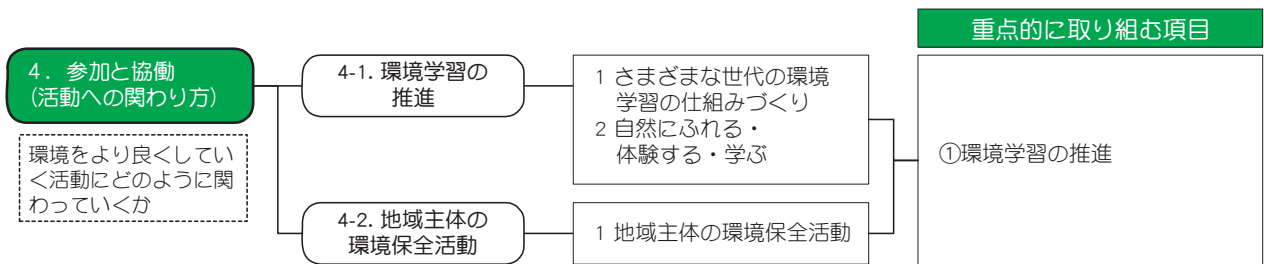 重点的に取り組む項目
4．参加と協働
(活動への関わり方)
環境をより良くしてい
く活動にどのように関
わっていくか
4-1. 環境学習の
推進
1 さまざまな世代の環境
学習の仕組みづくり
2 自然にふれる・
体験する・学ぶ
4-2. 地域主体の
環境保全活動
1 地域主体の環境保全活動
①環境学習の推進